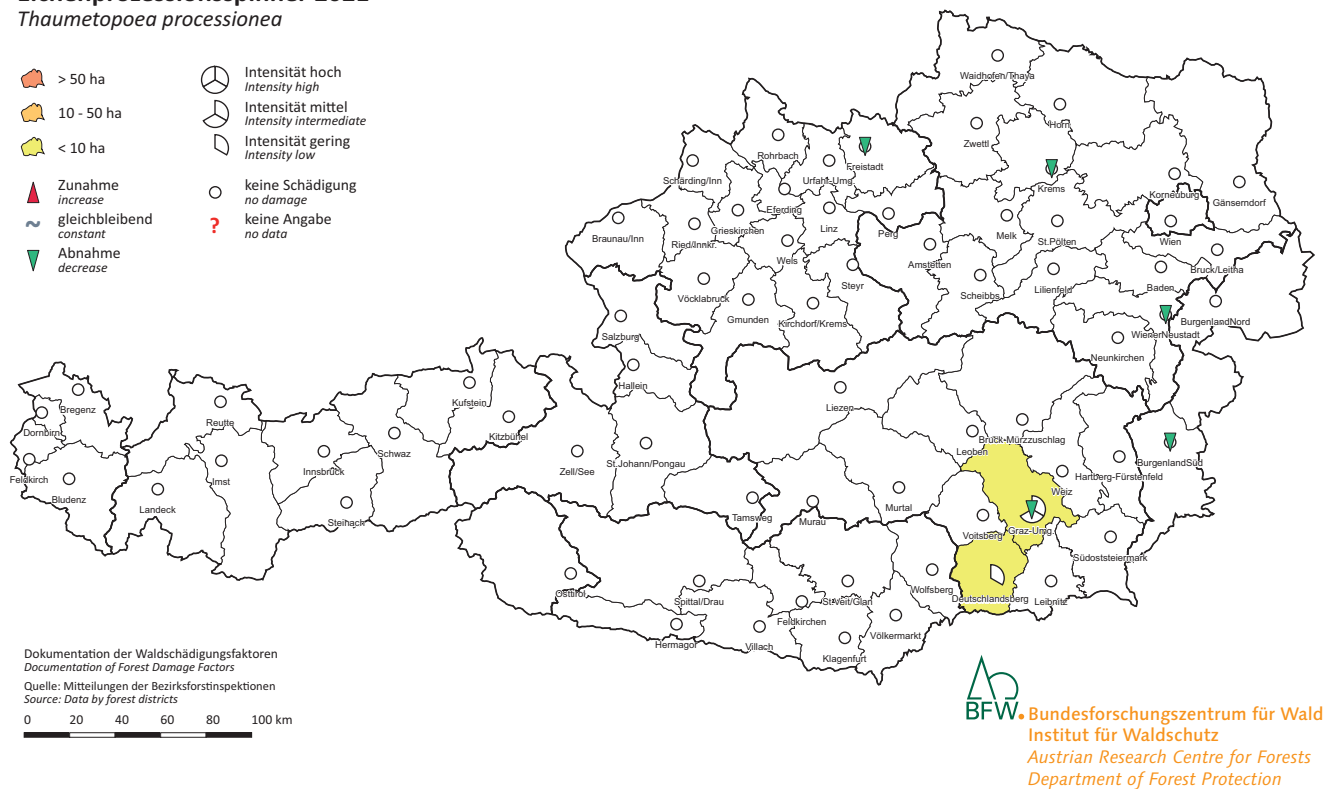 Thaumetopoea processionea
> 50 ha
10 - 50 ha
< 10 ha
Zunahme
increase
~ gleichbleibend
constant
Abnahme
decrease
Intensität hoch
Intensity high
Intensität mittel
Intensity intermediate
Intensität gering
Intensity low
keine Schädigung
no damage
? keine Angabe
no data
Waidhofen/Thaya
Horn
Zwettl
Rohrbach
Freistadt
Schärding/Inn
Urfahr-Umg.
Krems
Korneuburg
Gänserndorf
Eferding
Grieskirchen
Linz
Perg
Melk
St.Pölten
Wien
Braunau/Inn
Ried/Innkr.
Wels
Amstetten
Bruck/Leitha
Steyr
Scheibbs
Lilienfeld
Baden
Vöcklabruck
Gmunden
Kirchdorf/Krems
BurgenlandNord
WienerNeustadt
Salzburg
Neunkirchen
Hallein
Kufstein
Liezen
Bregenz
Reutte
Dornbirn
Kitzbühel
Bruck-Mürzzuschlag
Leoben
Schwaz
St.Johann/Pongau
BurgenlandSüd
Feldkirch
Innsbruck
Zell/See
Hartberg-Fürstenfeld
Imst
Weiz
Bludenz
Landeck
Steinach
Tamsweg
Murau
Murtal
Voitsberg
Graz-Umg.
Südoststeiermark
Osttirol
Spittal/Drau
St.Veit/Glan
Wolfsberg
Deutschlandsberg
Leibnitz
Feldkirchen
Völkermarkt
Hermagor
Villach
Klagenfurt
Dokumentation der Waldschädigungsfaktoren
Documentation of Forest Damage Factors
Quelle: Mitteilungen der Bezirksforstinspektionen
Source: Data by forest districts
0 20 40 60 80 100 km
BFW.
Bundesforschungszentrum für Wald
Institut für Waldschutz
Austrian Research Centre for Forests
Department of Forest Protection